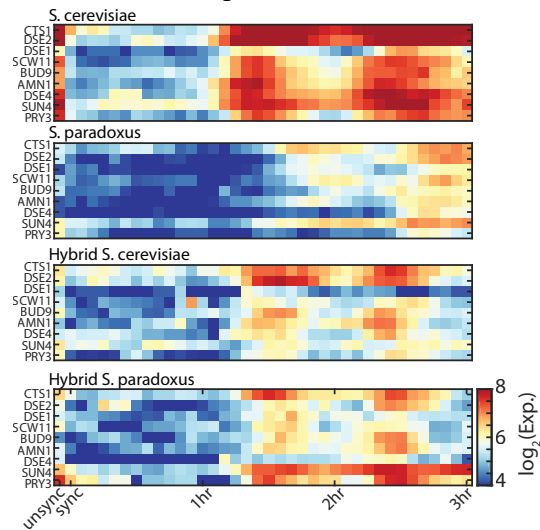 S. cerevisiae
CTS1
DSE2
DSE1
SCW11
BUD9
AMN1
DSE4
SUN4
PRY3
S. paradoxus
CTS1
DSE2
DSE1
SCW11
BUD9
AMN1
DSE4
SUN4
PRY3
Hybrid S. cerevisiae
CTS1
DSE2
DSE1
SCW11
BUD9
AMN1
DSE4
SUN4
PRY3
Hybrid S. paradoxus
CTS1
DSE2
DSE1
SCW11
BUD9
AMN1
DSE4
SUN4
PRY3
unsync
sync
1hr
2hr
3hr
8
6
4
log2(Exp.)